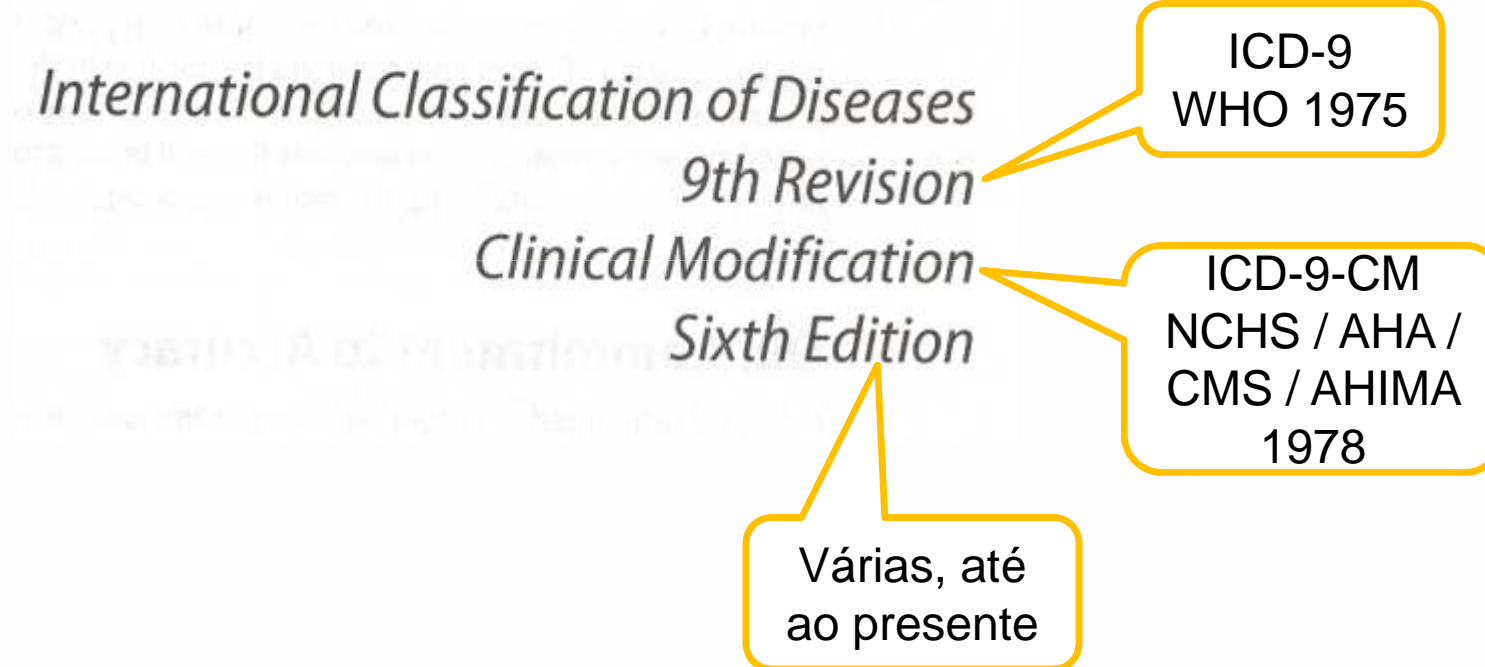 International Classification of Diseases
9th Revision
Clinical Modification
Sixth Edition
ICD-9
WHO 1975
ICD-9-CM
NCHS / AHA /
CMS / AHIMA
1978
Várias, até
ao presente